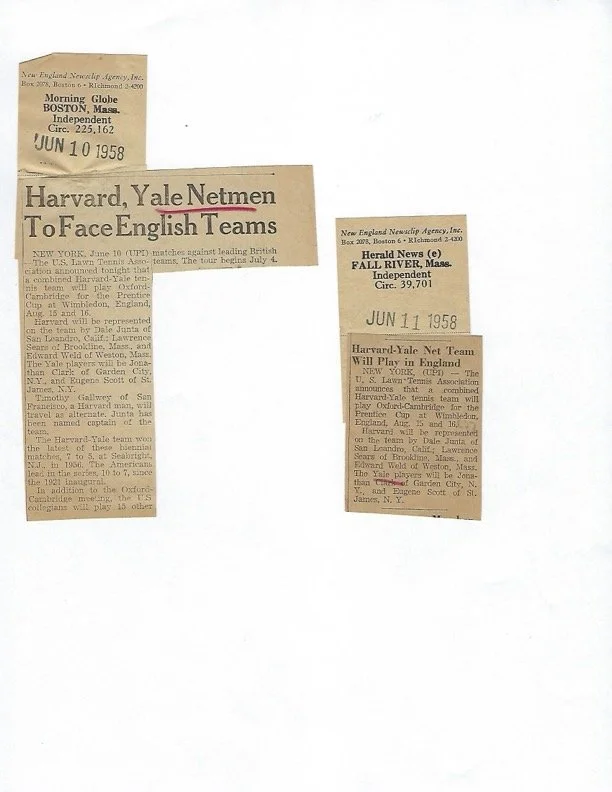 New England Newsclip Agency, Inc.
Box 2078, Boston 6 • RIchmond 2-4200
Morning Globe
BOSTON, Mass.
Independent
Circ. 225,162
JUN 10 1958
Harvard, Yale Netmen
To Face English Teams
NEW YORK, June 10 (UPI)
—The U.S. Lawn Tennis Asso-
ciation announced tonight that
a combined Harvard-Yale ten-
nis team will play Oxford-
Cambridge for the Prentice
Cup at Wimbledon, England,
Aug. 15 and 16.
Harvard will be represented
on the team by Dale Junta of
San Leandro, Calif.; Lawrence
Sears of Brookline, Mass., and
Edward Weld of Weston, Mass.
The Yale players will be Jona-
than Clark of Garden City,
N.Y., and Eugene Scott of St.
James, N.Y.
Timothy Gallwey of San
Francisco, a Harvard man, will
travel as alternate. Junta has
been named captain of the
team.
The Harvard-Yale team won
the latest of these biennial
matches, 7 to 5, at Seabright,
N.J., in 1956. The Americans
lead in the series, 10 to 7, since
the 1921 inaugural.
In addition to the Oxford-
Cambridge meeting, the U.S.
collegians will play 15 other
matches against leading British
teams. The tour begins July 4.
New England Newsclip Agency, Inc.
Box 2078, Boston 6 • RIchmond 2-4200
Herald News (e)
FALL RIVER, Mass.
Independent
Circ. 39,701
JUN 11 1958
Harvard-Yale Net Team
Will Play in England
NEW YORK, (UPI) — The
U. S. Lawn Tennis Association
announces that a combined
Harvard-Yale tennis team will
play Oxford-Cambridge for the
Prentice Cup at Wimbledon,
England, Aug. 15 and 16.
Harvard will be represented
on the team by Dale Junta of
San Leandro, Calif.; Lawrence
Sears of Brookline, Mass., and
Edward Weld of Weston, Mass.
The Yale players will be Jona-
than Clark of Garden City, N.
Y., and Eugene Scott of St.
James, N. Y.